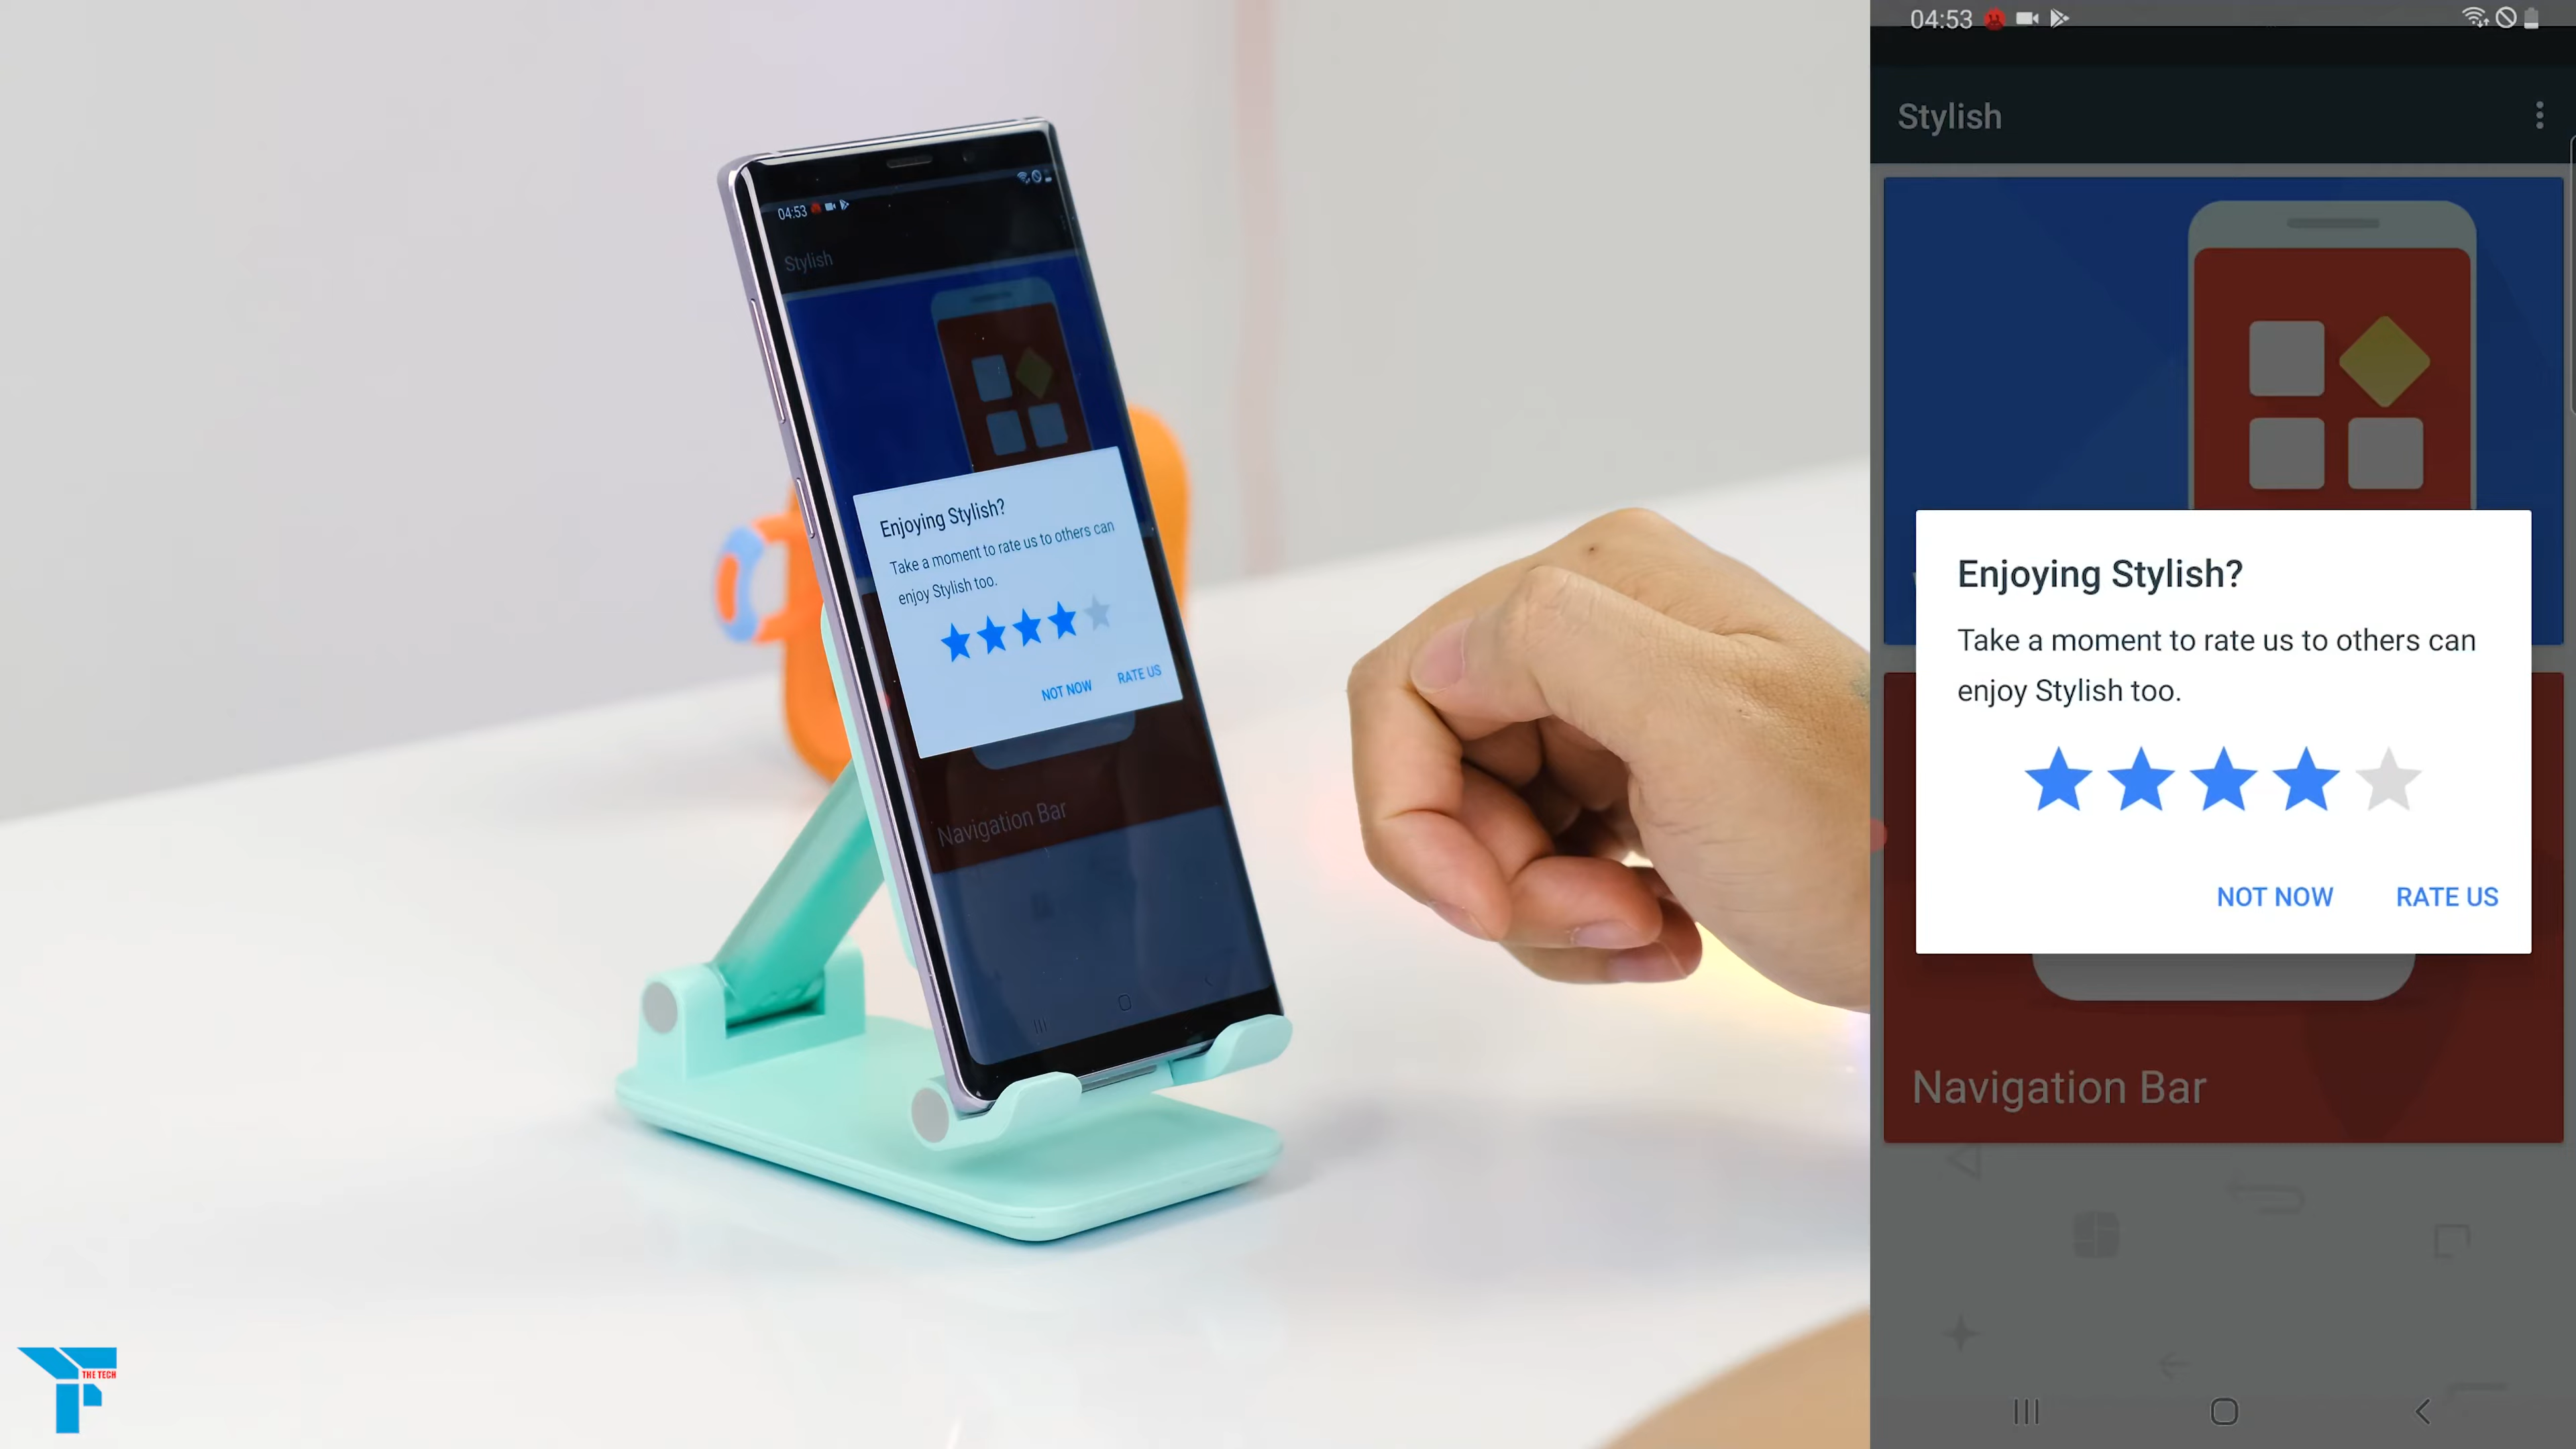 04:53
Stylish
Enjoying Stylish?
Take a moment to rate us to others can
enjoy Stylish too.
NOT NOW RATE US
Navigation Bar
THE TECH
04:53
Stylish
Enjoying Stylish?
Take a moment to rate us to others can
enjoy Stylish too.
NOT NOW RATE US
Navigation Bar